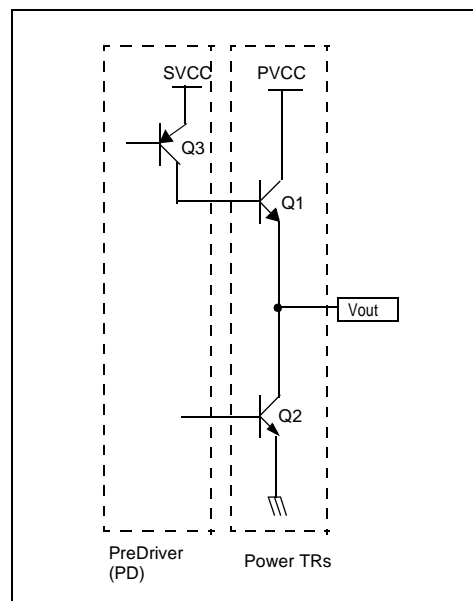 SVCC
PVCC
Q3
Q1
Vout
Q2
PreDriver
(PD)
Power TRs